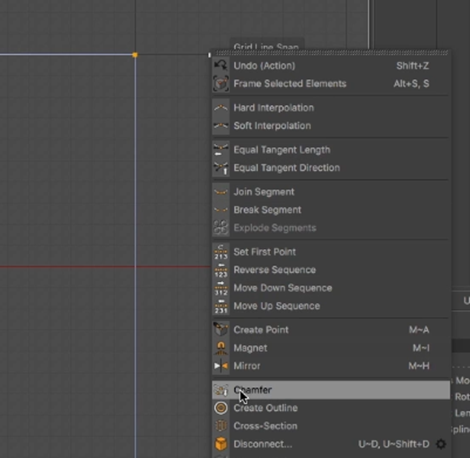 Grid Line Snap
Undo (Action) Shift+Z
Frame Selected Elements Alt+S, S
Hard Interpolation
Soft Interpolation
Equal Tangent Length
Equal Tangent Direction
Join Segment
Break Segment
Explode Segments
Set First Point
Reverse Sequence
Move Down Sequence
Move Up Sequence
Create Point M~A
Magnet M~I
Mirror M~H
Chamfer
Create Outline
Cross-Section
Disconnect... U~D, U~Shift+D
U
Mo
Rot
Len
Splin